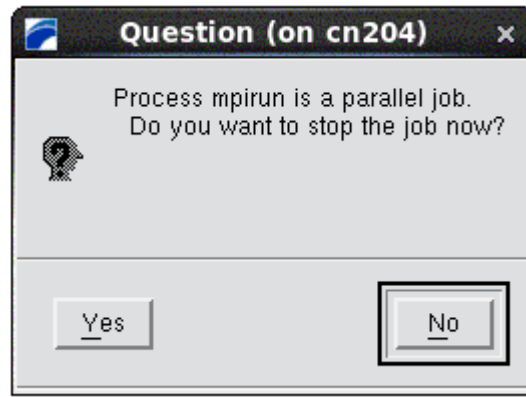 Question (on cn204)
Process mpirun is a parallel job.
Do you want to stop the job now?
?
Yes
No